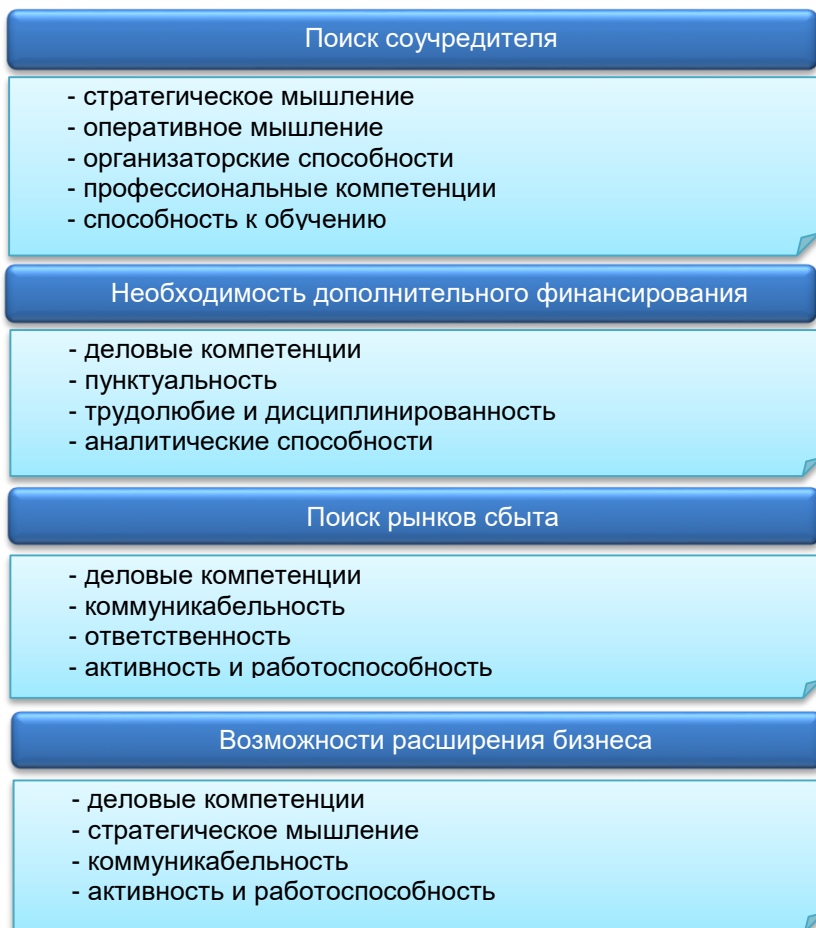 Поиск соучредителя
- стратегическое мышление
- оперативное мышление
- организаторские способности
- профессиональные компетенции
- способность к обучению
Необходимость дополнительного финансирования
- деловые компетенции
- пунктуальность
- трудолюбие и дисциплинированность
- аналитические способности
Поиск рынков сбыта
- деловые компетенции
- коммуникабельность
- ответственность
- активность и работоспособность
Возможности расширения бизнеса
- деловые компетенции
- стратегическое мышление
- коммуникабельность
- активность и работоспособность